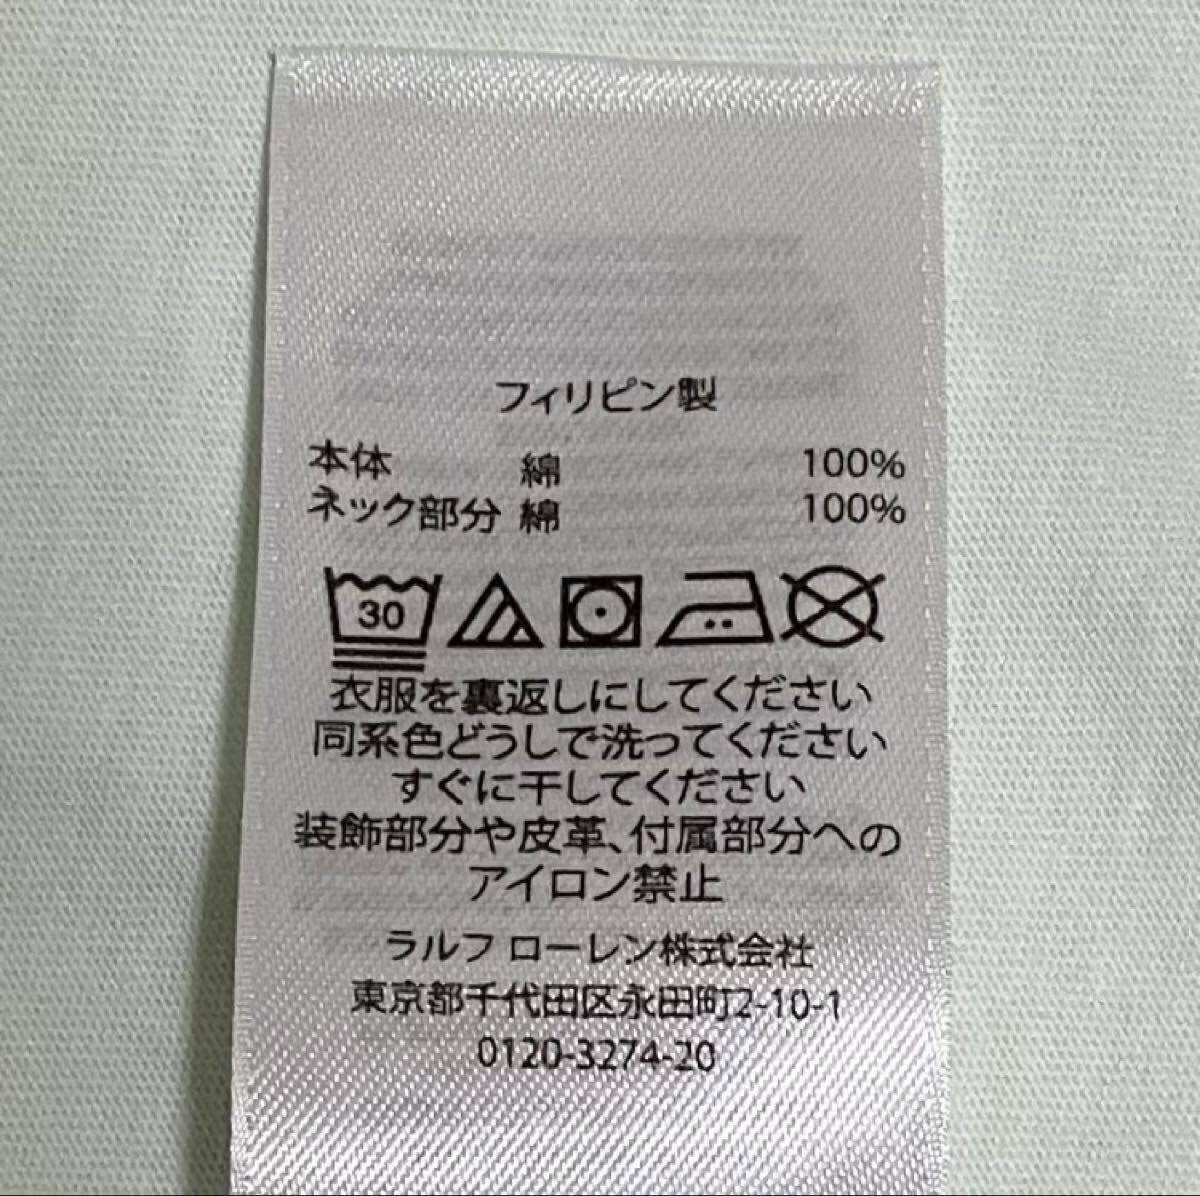 フィリピン製
本体 綿 100%
ネック部分 綿 100%
30
衣服を裏返しにしてください
同系色どうしで洗ってください
すぐに干してください
装飾部分や皮革、付属部分への
アイロン禁止
ラルフ ローレン株式会社
東京都千代田区永田町2-10-1
0120-3274-20